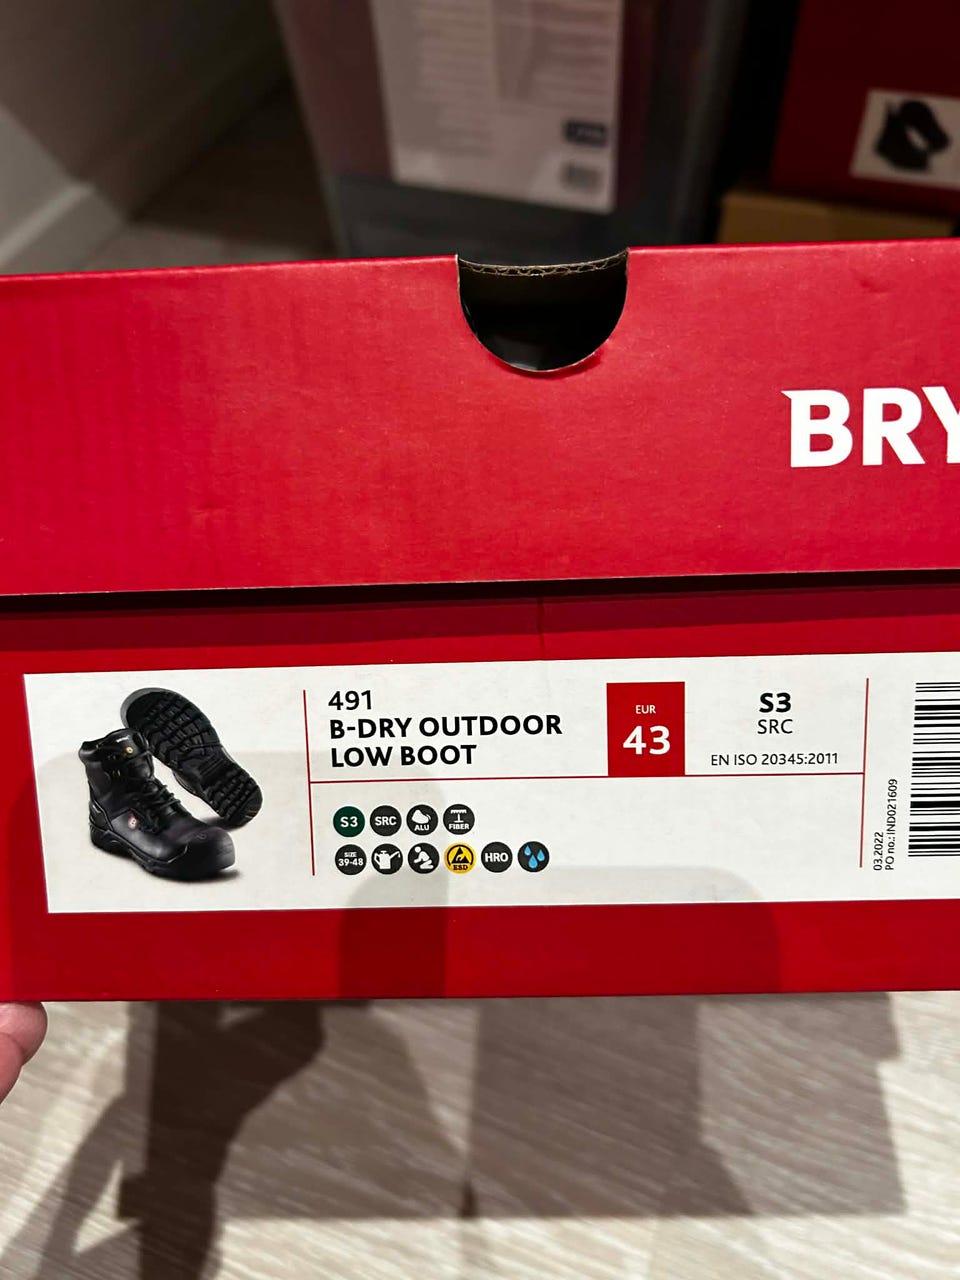 BRY
491
B-DRY OUTDOOR
LOW BOOT
EUR
43
S3
SRC
EN ISO 20345:2011
S3
SRC
ALU
FIBER
SIZE
39-48
ESD
HRO
03.2022
PO no.: IND021609